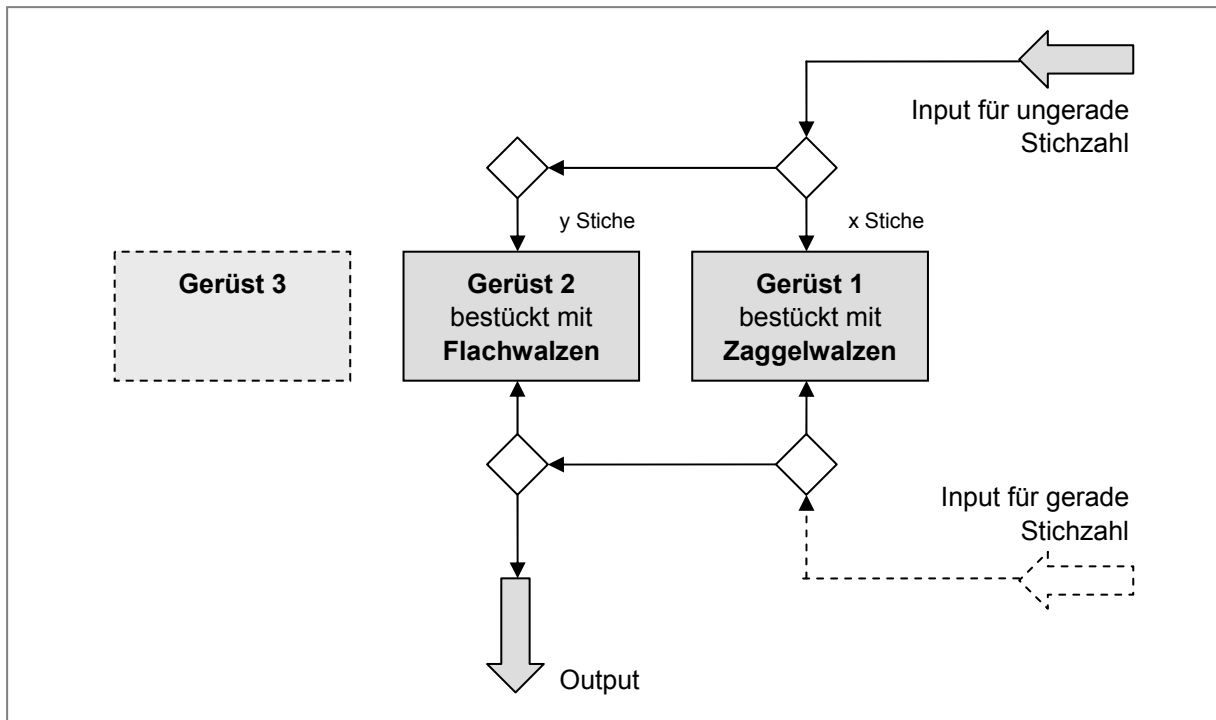 Input für ungerade
Stichzahl
y Stiche
x Stiche
Gerüst 3
Gerüst 2
bestückt mit
Flachwalzen
Gerüst 1
bestückt mit
Zaggelwalzen
Input für gerade
Stichzahl
Output